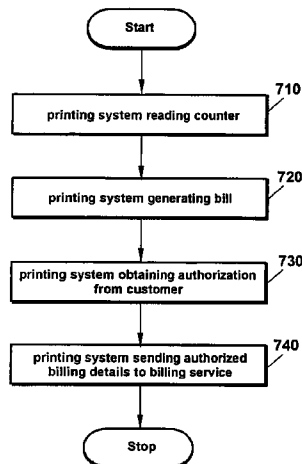 Start
710
printing system reading counter
720
printing system generating bill
730
printing system obtaining authorization
from customer
740
printing system sending authorized
billing details to billing service
Stop